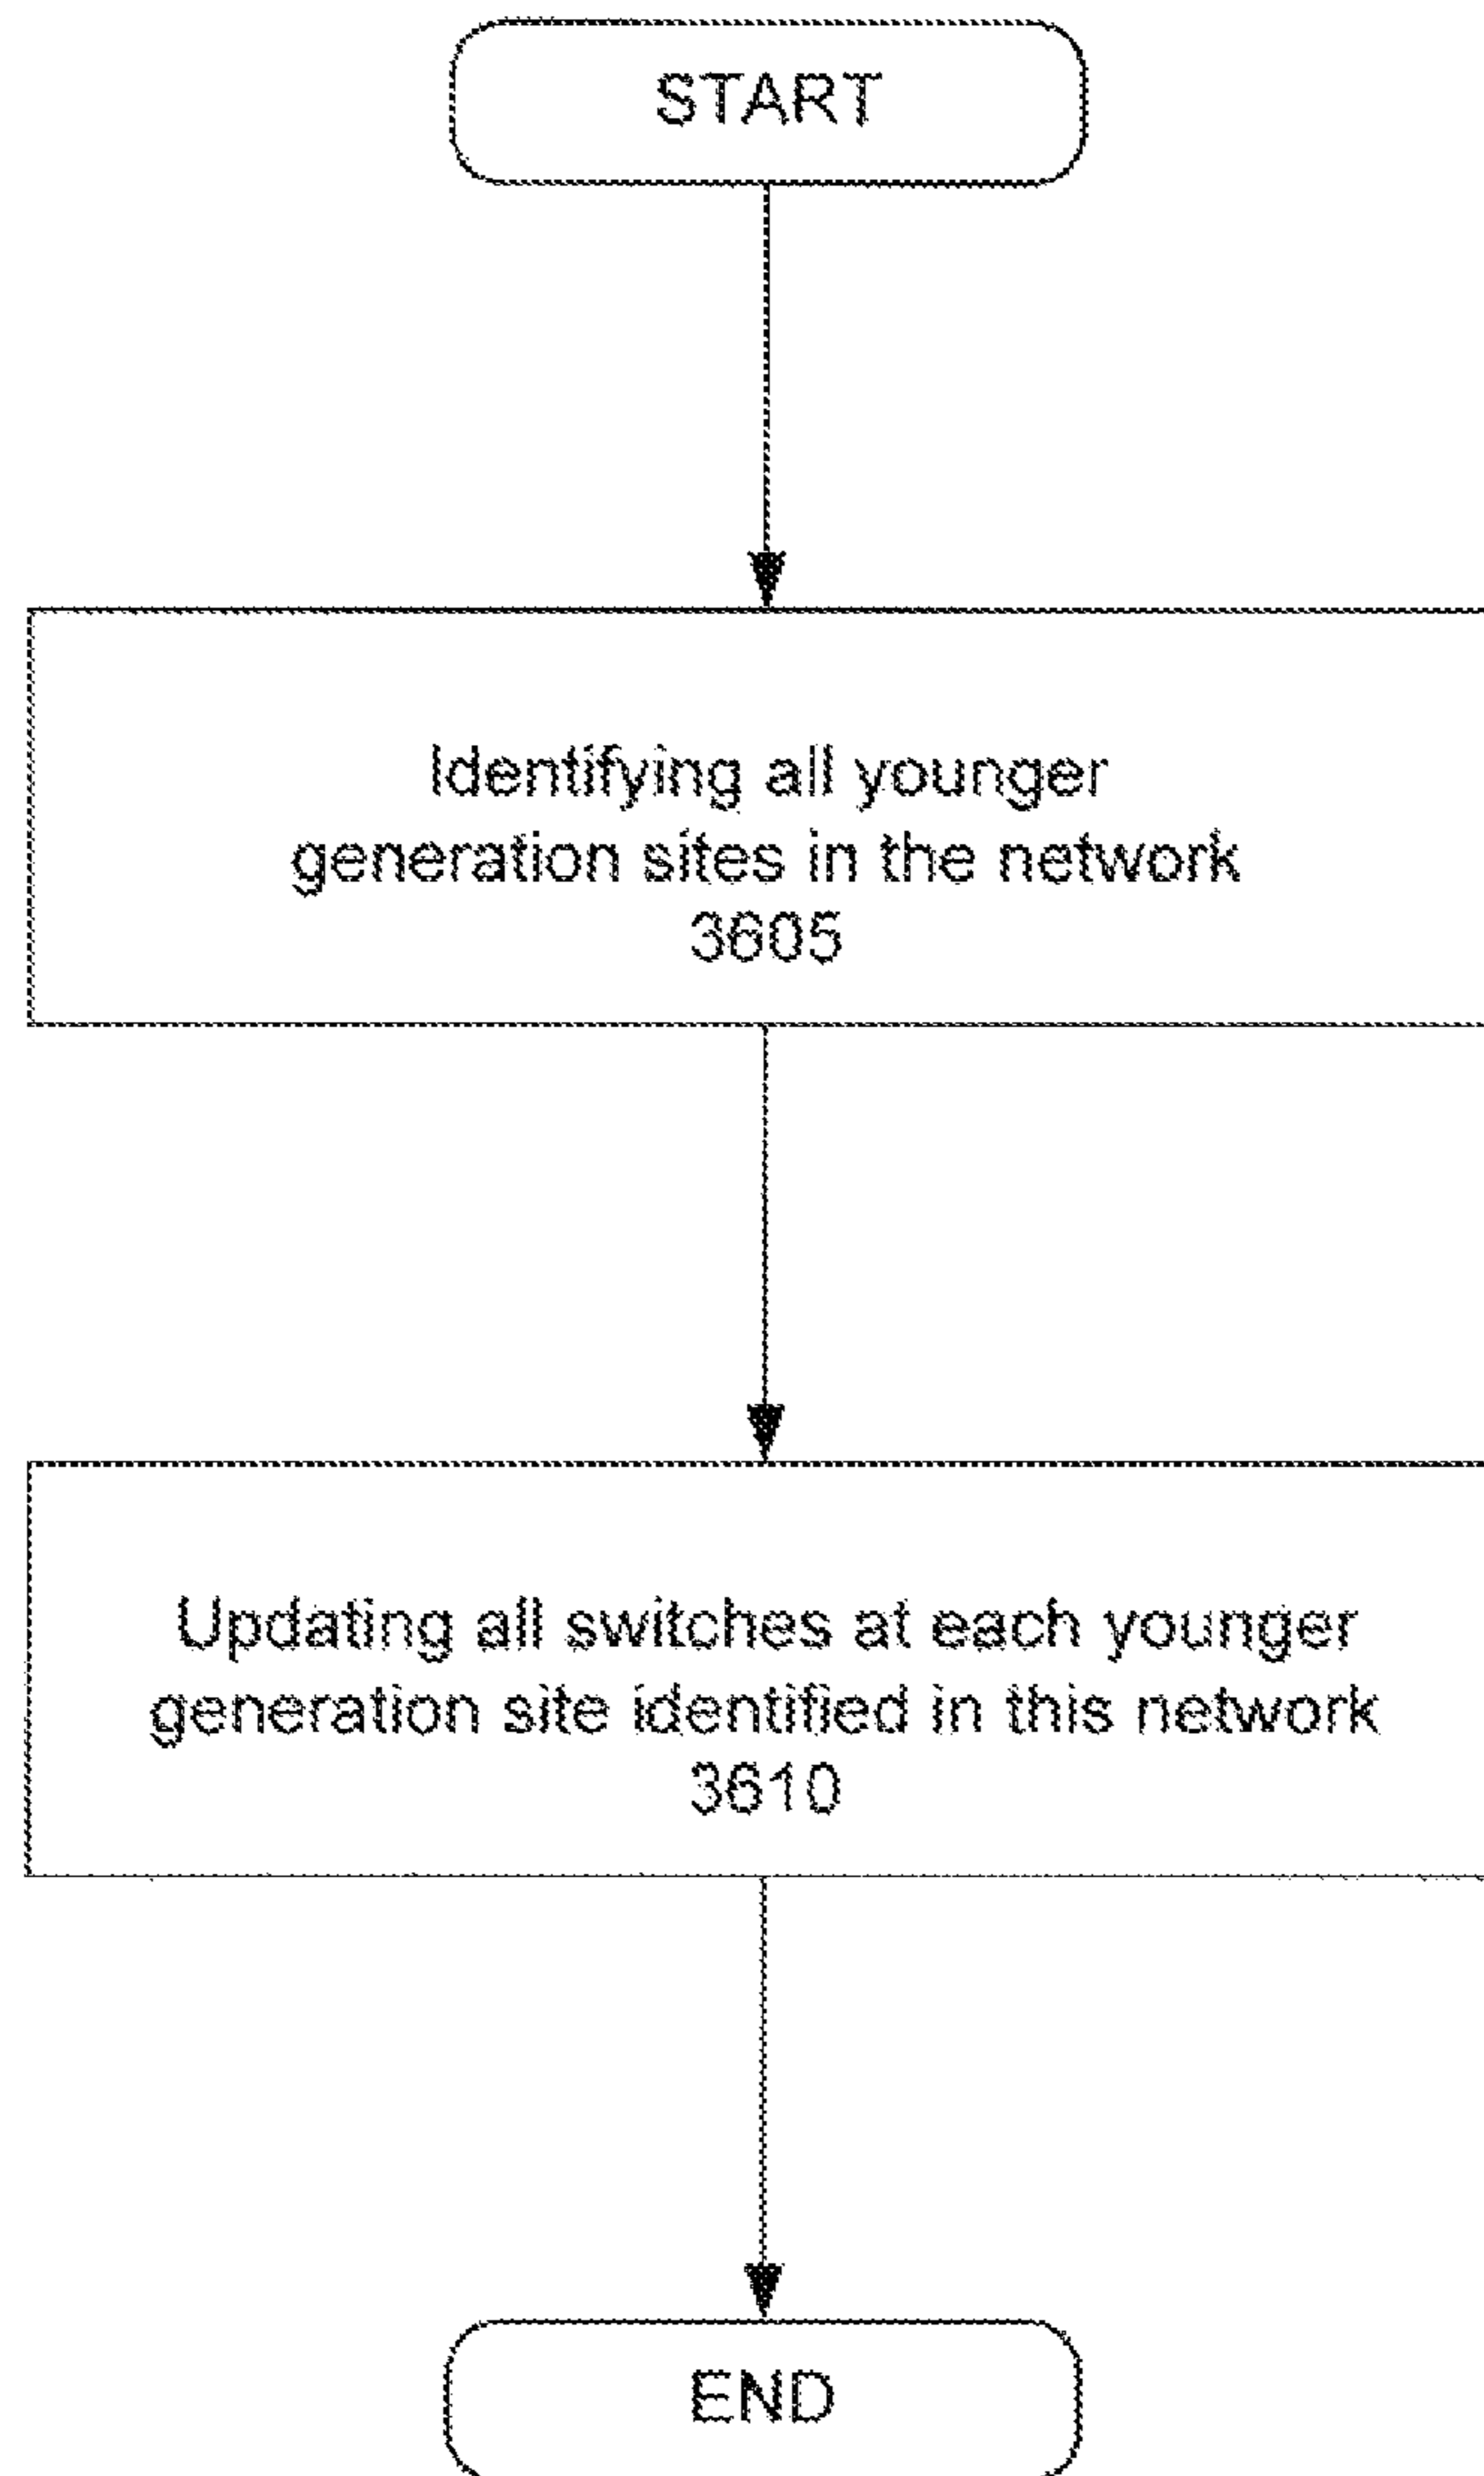 START
Identifying all younger
generation sites in the network
3605
Updating all switches at each younger
generation site identified in this network
3610
END